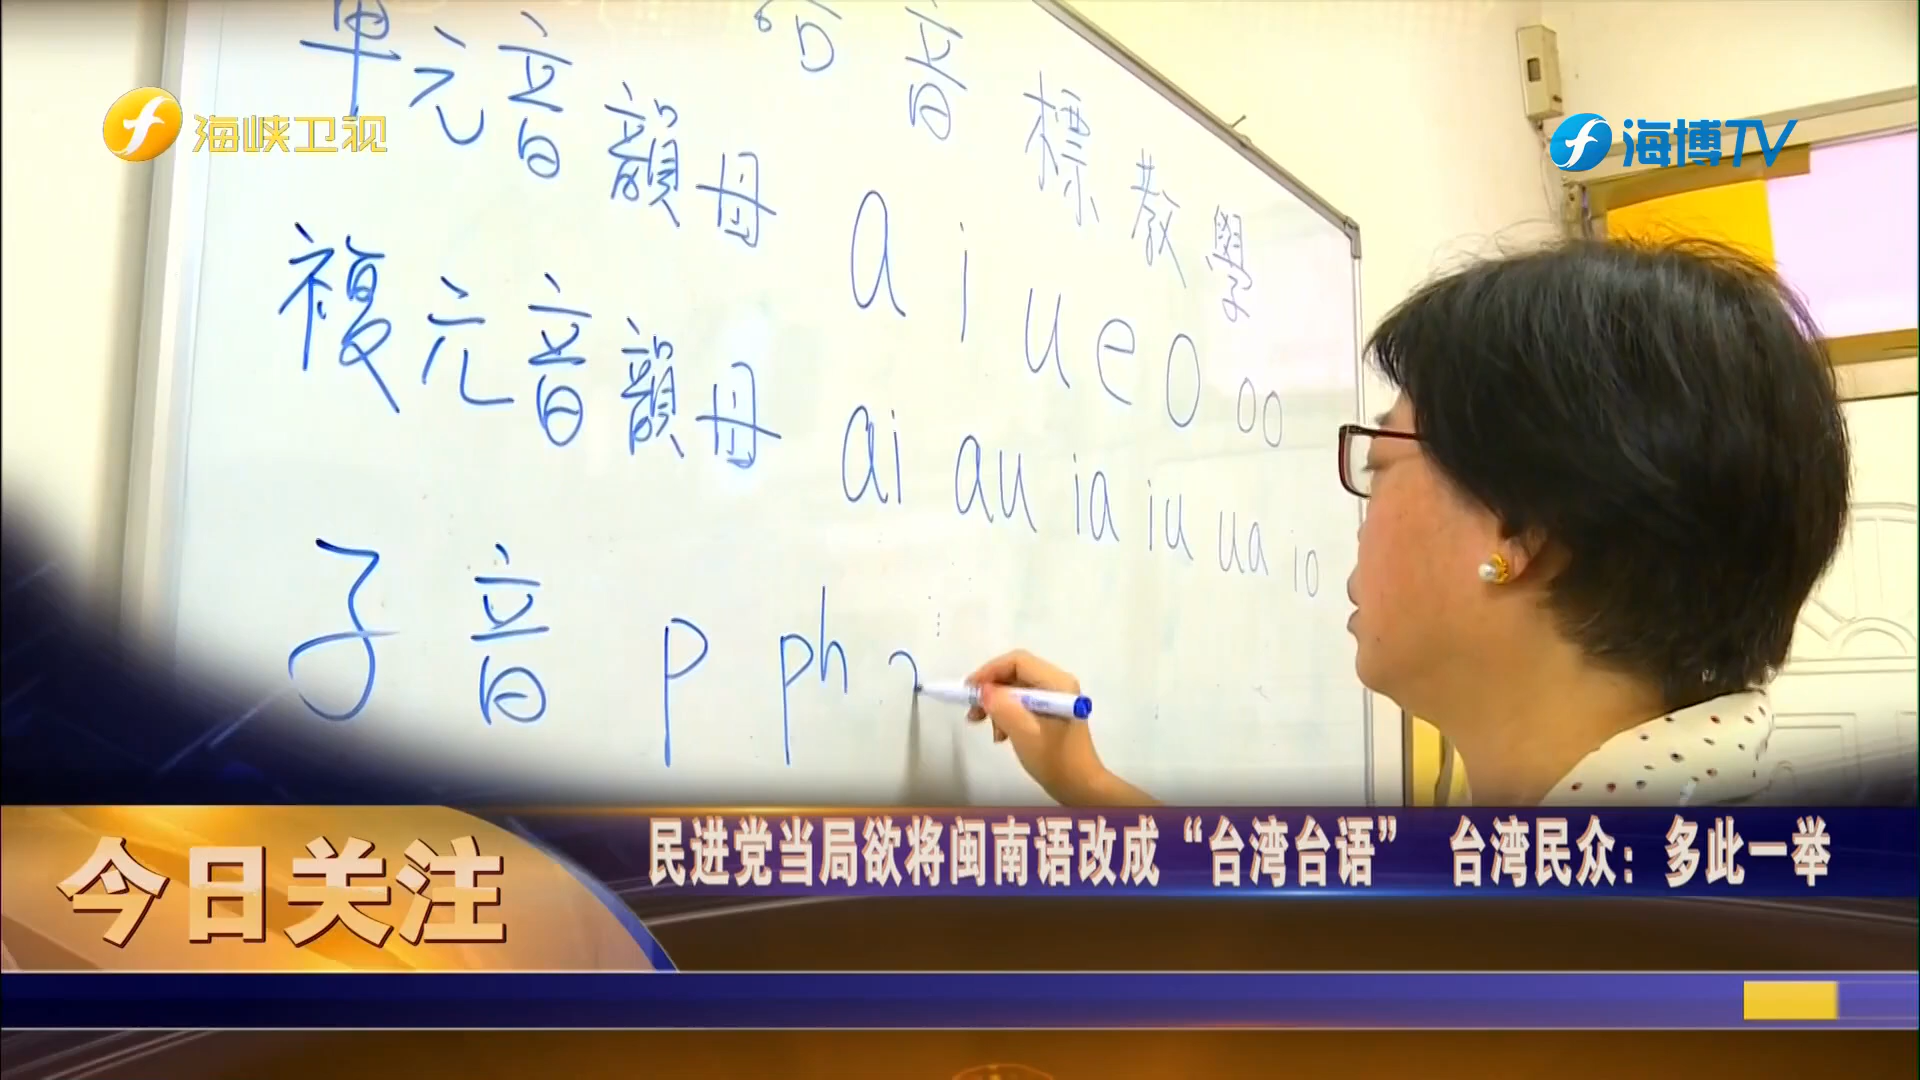 海峡卫视
海博TV
音標教學
單元音韻母 a i u e o oo
複元音韻母 ai au ia iu ua io
子音 p ph
今日关注
民进党当局欲将闽南语改成“台湾台语” 台湾民众：多此一举